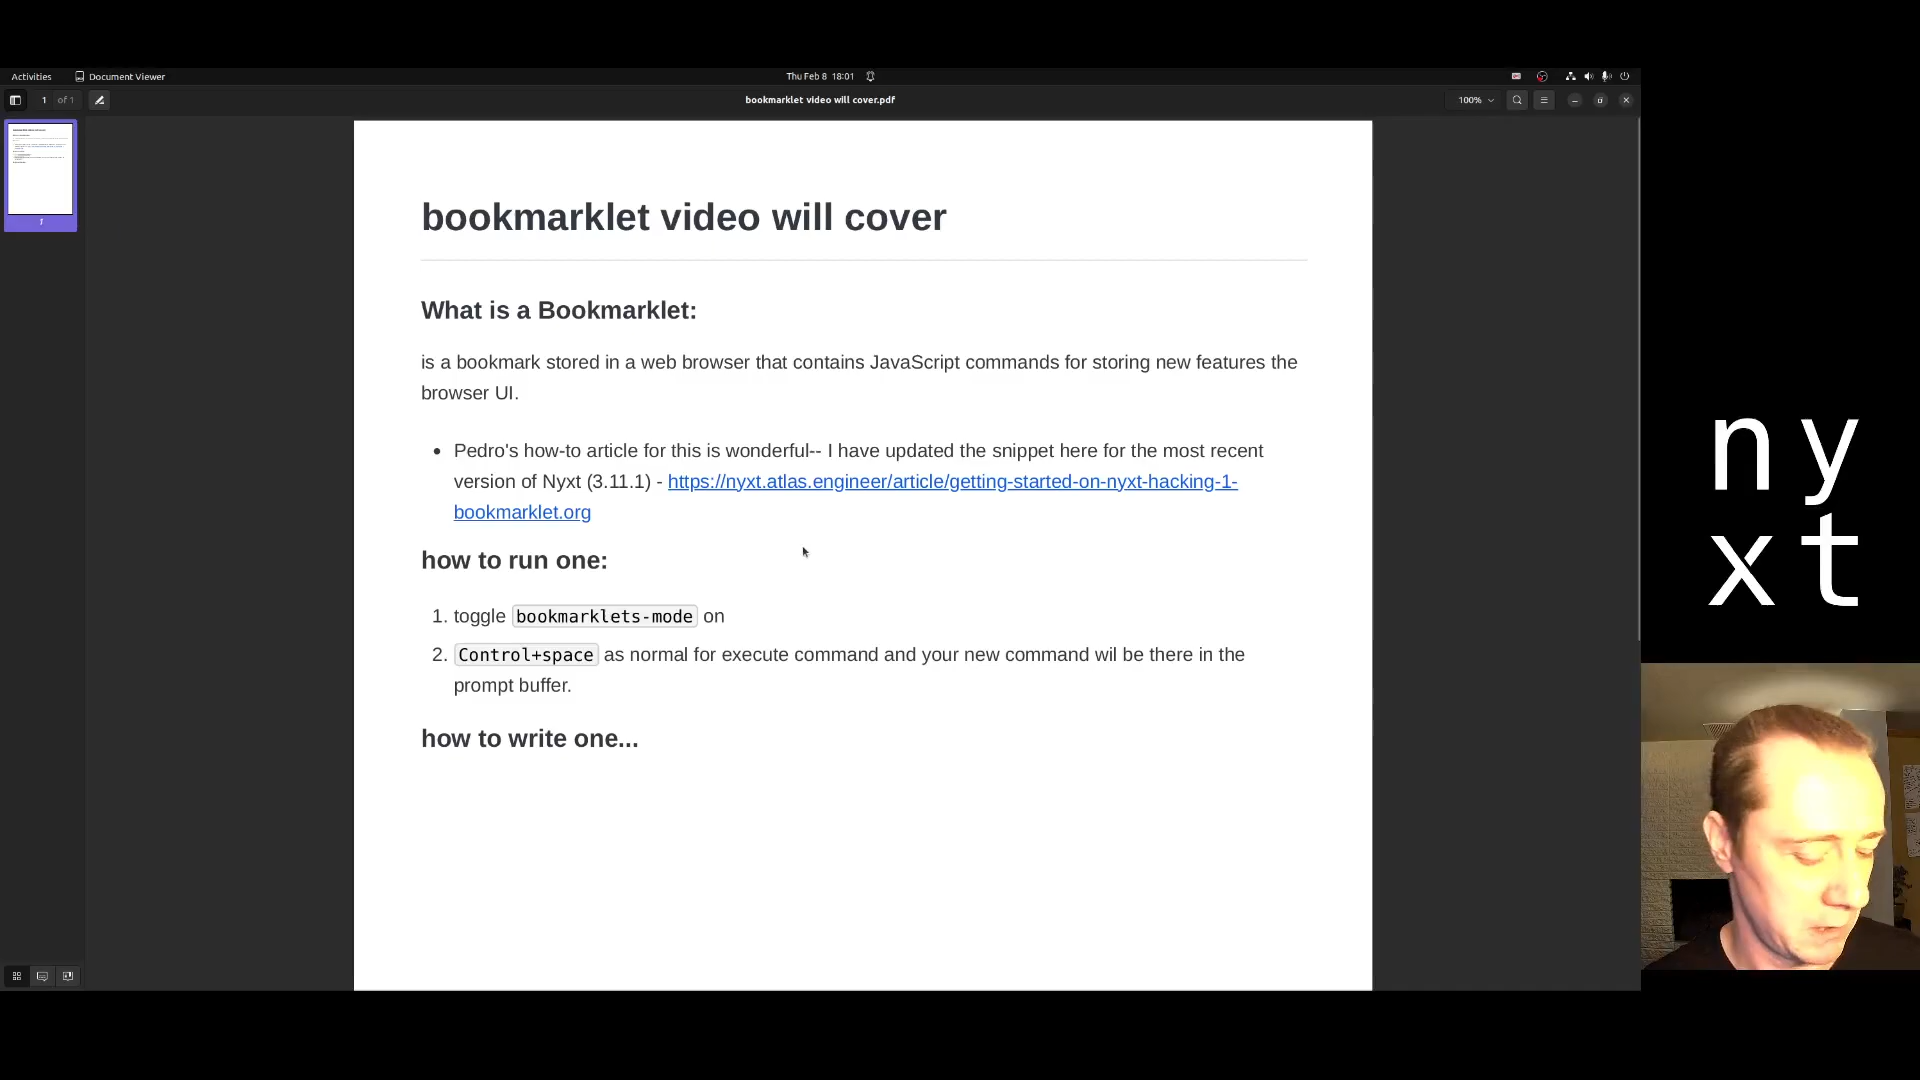 Activities Document Viewer Thu Feb 8 18:01
1 of 1 bookmarklet video will cover.pdf 100%
1
bookmarklet video will cover
What is a Bookmarklet:
is a bookmark stored in a web browser that contains JavaScript commands for storing new features the
browser UI.
• Pedro's how-to article for this is wonderful-- I have updated the snippet here for the most recent
version of Nyxt (3.11.1) - https://nyxt.atlas.engineer/article/getting-started-on-nyxt-hacking-1-
bookmarklet.org
how to run one:
1. toggle bookmarklets-mode on
2. Control+space as normal for execute command and your new command wil be there in the
prompt buffer.
how to write one...
ny
xt